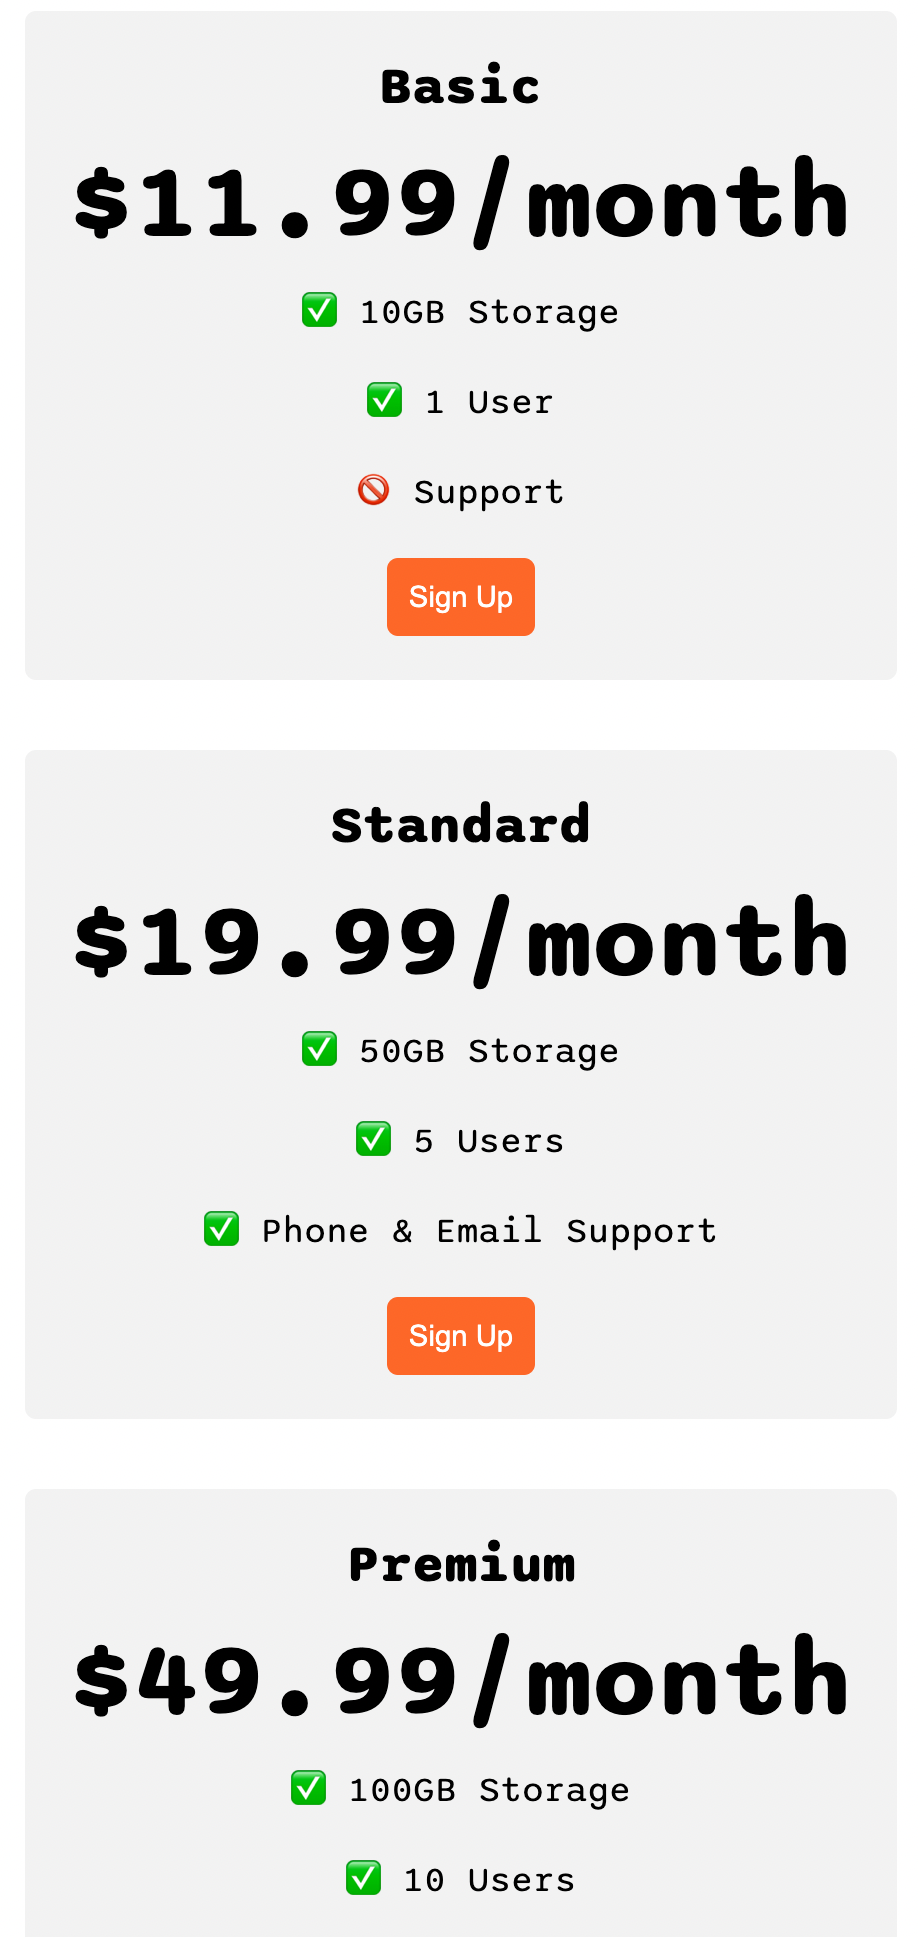 Basic
$11.99/month
✅ 10GB Storage
✅ 1 User
🚫 Support
Sign Up
Standard
$19.99/month
✅ 50GB Storage
✅ 5 Users
✅ Phone & Email Support
Sign Up
Premium
$49.99/month
✅ 100GB Storage
✅ 10 Users